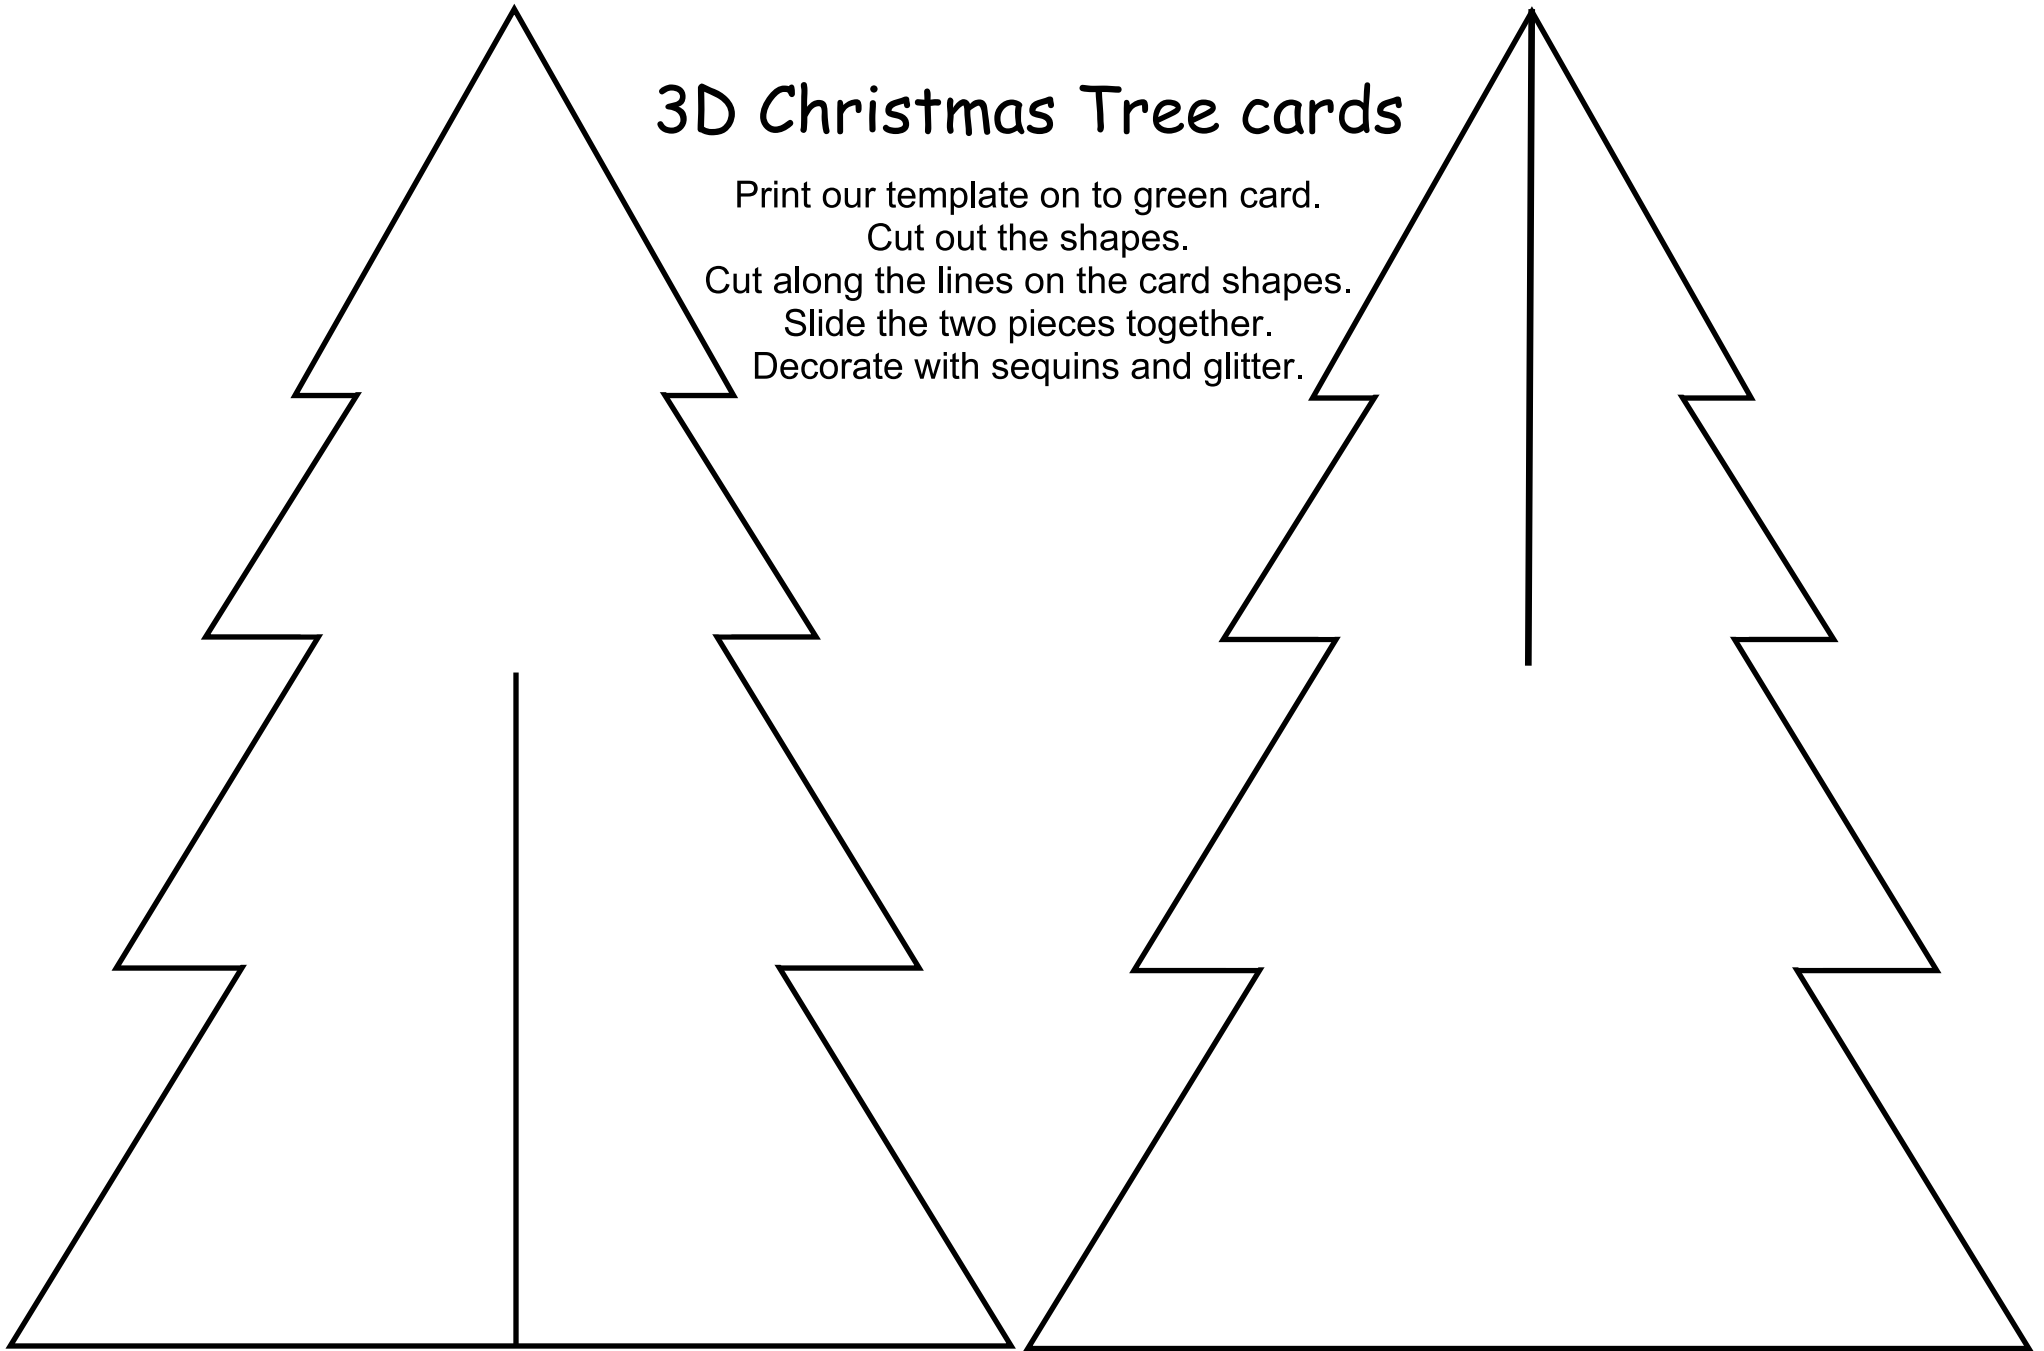 3D Christmas Tree cards
Print our template on to green card.
Cut out the shapes.
Cut along the lines on the card shapes.
Slide the two pieces together.
Decorate with sequins and glitter.